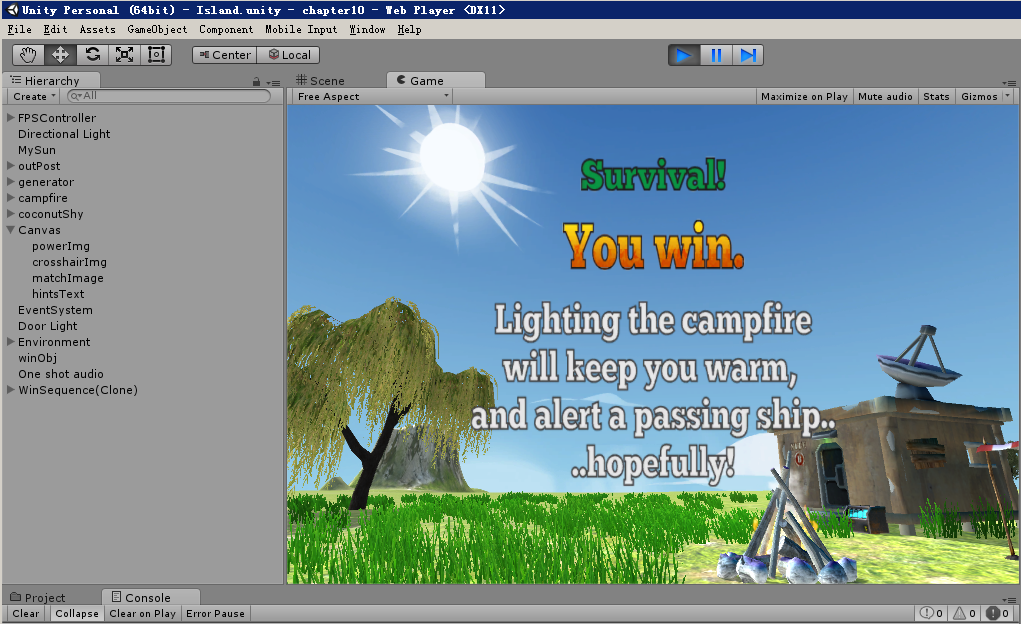 Unity Personal (64bit) - Island.unity - chapter10 - Web Player <DX11>
File Edit Assets GameObject Component Mobile Input Window Help
Center Local
Hierarchy
Scene Game
Create All
Free Aspect Maximize on Play Mute audio Stats Gizmos
FPSController
Directional Light
MySun
outPost
generator
campfire
coconutShy
Canvas
powerImg
crosshairImg
matchImage
hintsText
EventSystem
Door Light
Environment
winObj
One shot audio
WinSequence(Clone)
Survival!
You win.
Lighting the campfire
will keep you warm,
and alert a passing ship..
..hopefully!
Project Console
Clear Collapse Clear on Play Error Pause 0 0 0